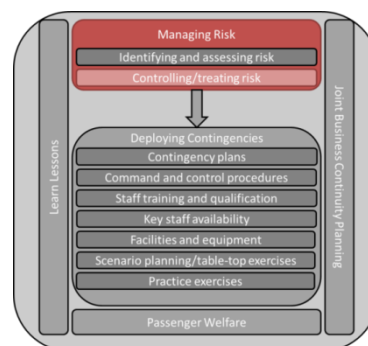 Managing Risk
Identifying and assessing risk
Controlling/treating risk
Learn Lessons
Joint Business Continuity Planning
Deploying Contingencies
Contingency plans
Command and control procedures
Staff training and qualification
Key staff availability
Facilities and equipment
Scenario planning/table-top exercises
Practice exercises
Passenger Welfare